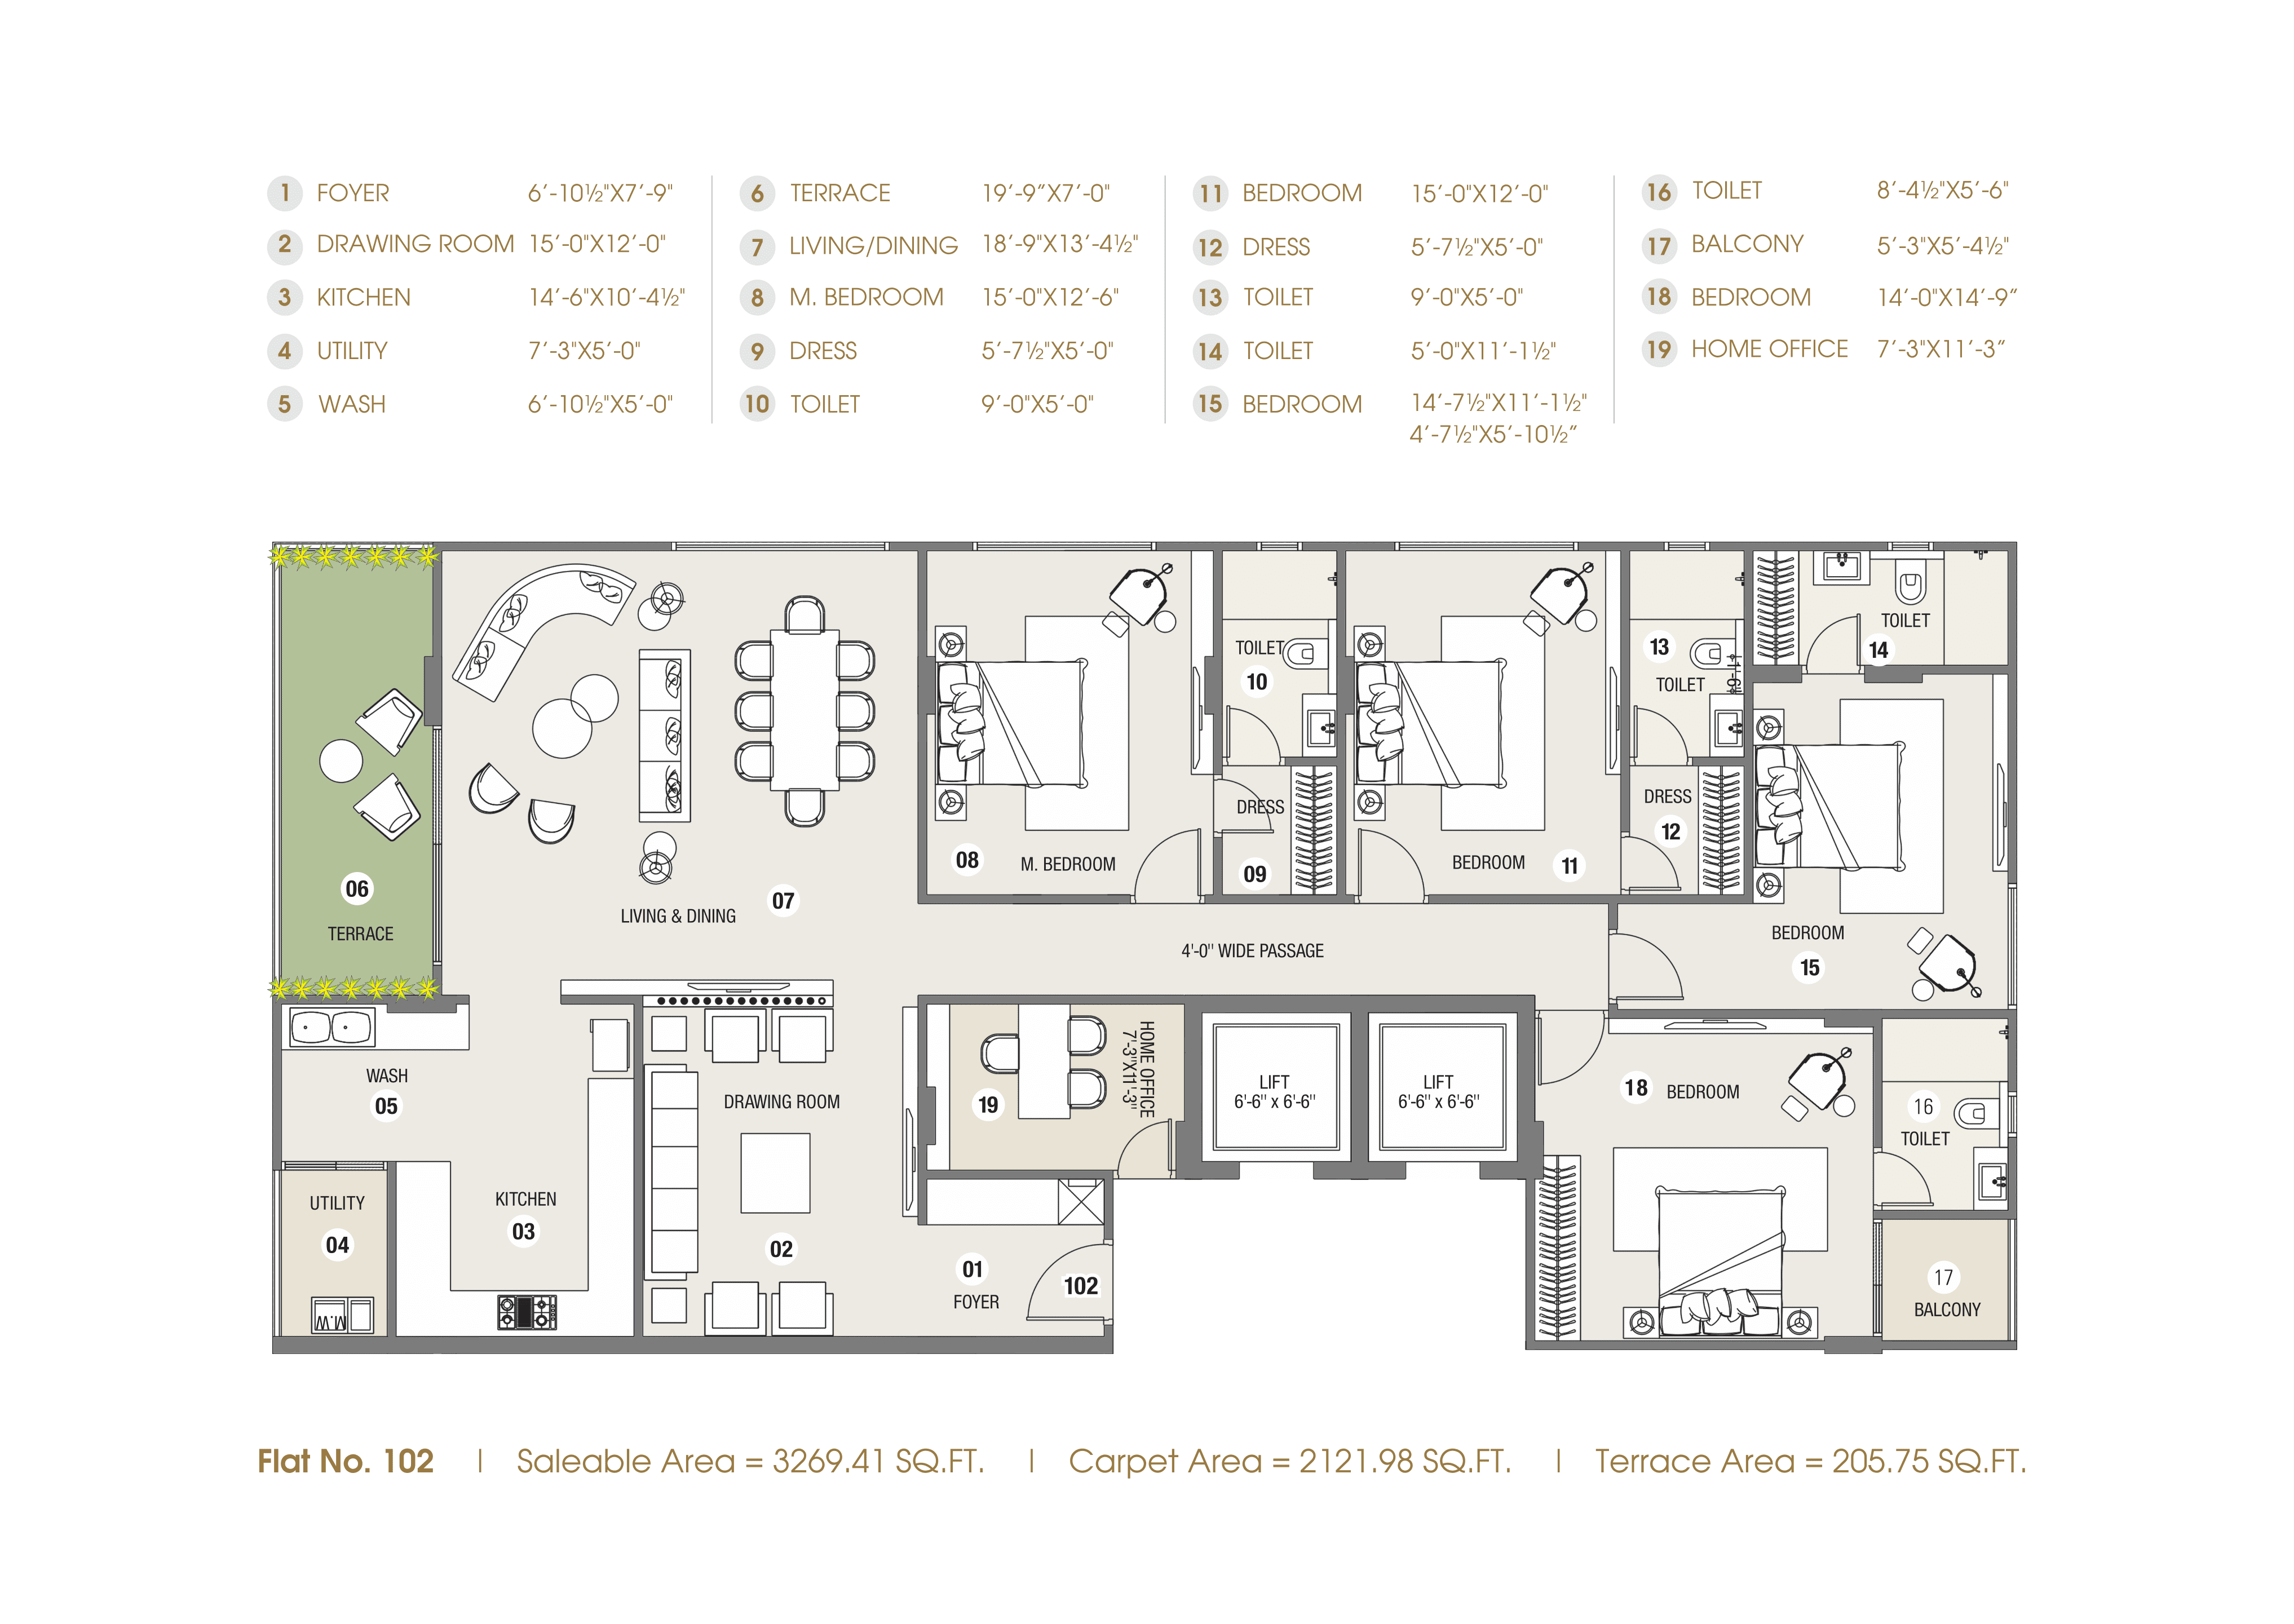 1 FOYER 6′-10½"X7′-9"
2 DRAWING ROOM 15′-0"X12′-0"
3 KITCHEN 14′-6"X10′-4½"
4 UTILITY 7′-3"X5′-0"
5 WASH 6′-10½"X5′-0"
6 TERRACE 19′-9″X7′-0"
7 LIVING/DINING 18′-9"X13′-4½"
8 M. BEDROOM 15′-0"X12′-6"
9 DRESS 5′-7½"X5′-0"
10 TOILET 9′-0"X5′-0"
11 BEDROOM 15′-0"X12′-0"
12 DRESS 5′-7½"X5′-0"
13 TOILET 9′-0"X5′-0"
14 TOILET 5′-0"X11′-1½"
15 BEDROOM 14′-7½"X11′-1½"
4′-7½"X5′-10½″
16 TOILET 8′-4½"X5′-6"
17 BALCONY 5′-3"X5′-4½"
18 BEDROOM 14′-0"X14′-9″
19 HOME OFFICE 7′-3"X11′-3″
06
TERRACE
07
LIVING & DINING
08 M. BEDROOM
TOILET
10
DRESS
09
BEDROOM 11
13
TOILET
DRESS
12
TOILET
14
BEDROOM
15
4'-0" WIDE PASSAGE
WASH
05
UTILITY
04
M.W
KITCHEN
03
DRAWING ROOM
02
19
HOME OFFICE
7'-3"X11'-3"
01
FOYER
102
LIFT
6'-6" x 6'-6"
LIFT
6'-6" x 6'-6"
18 BEDROOM
16
TOILET
17
BALCONY
Flat No. 102 | Saleable Area = 3269.41 SQ.FT. | Carpet Area = 2121.98 SQ.FT. | Terrace Area = 205.75 SQ.FT.